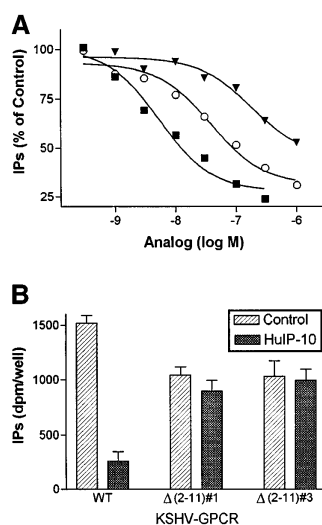 A
100
75
50
25
IPs (% of Control)
-9 -8 -7 -6
Analog (log M)
B
1500
1000
500
0
IPs (dpm/well)
Control
HuIP-10
WT Δ(2-11)#1 Δ(2-11)#3
KSHV-GPCR